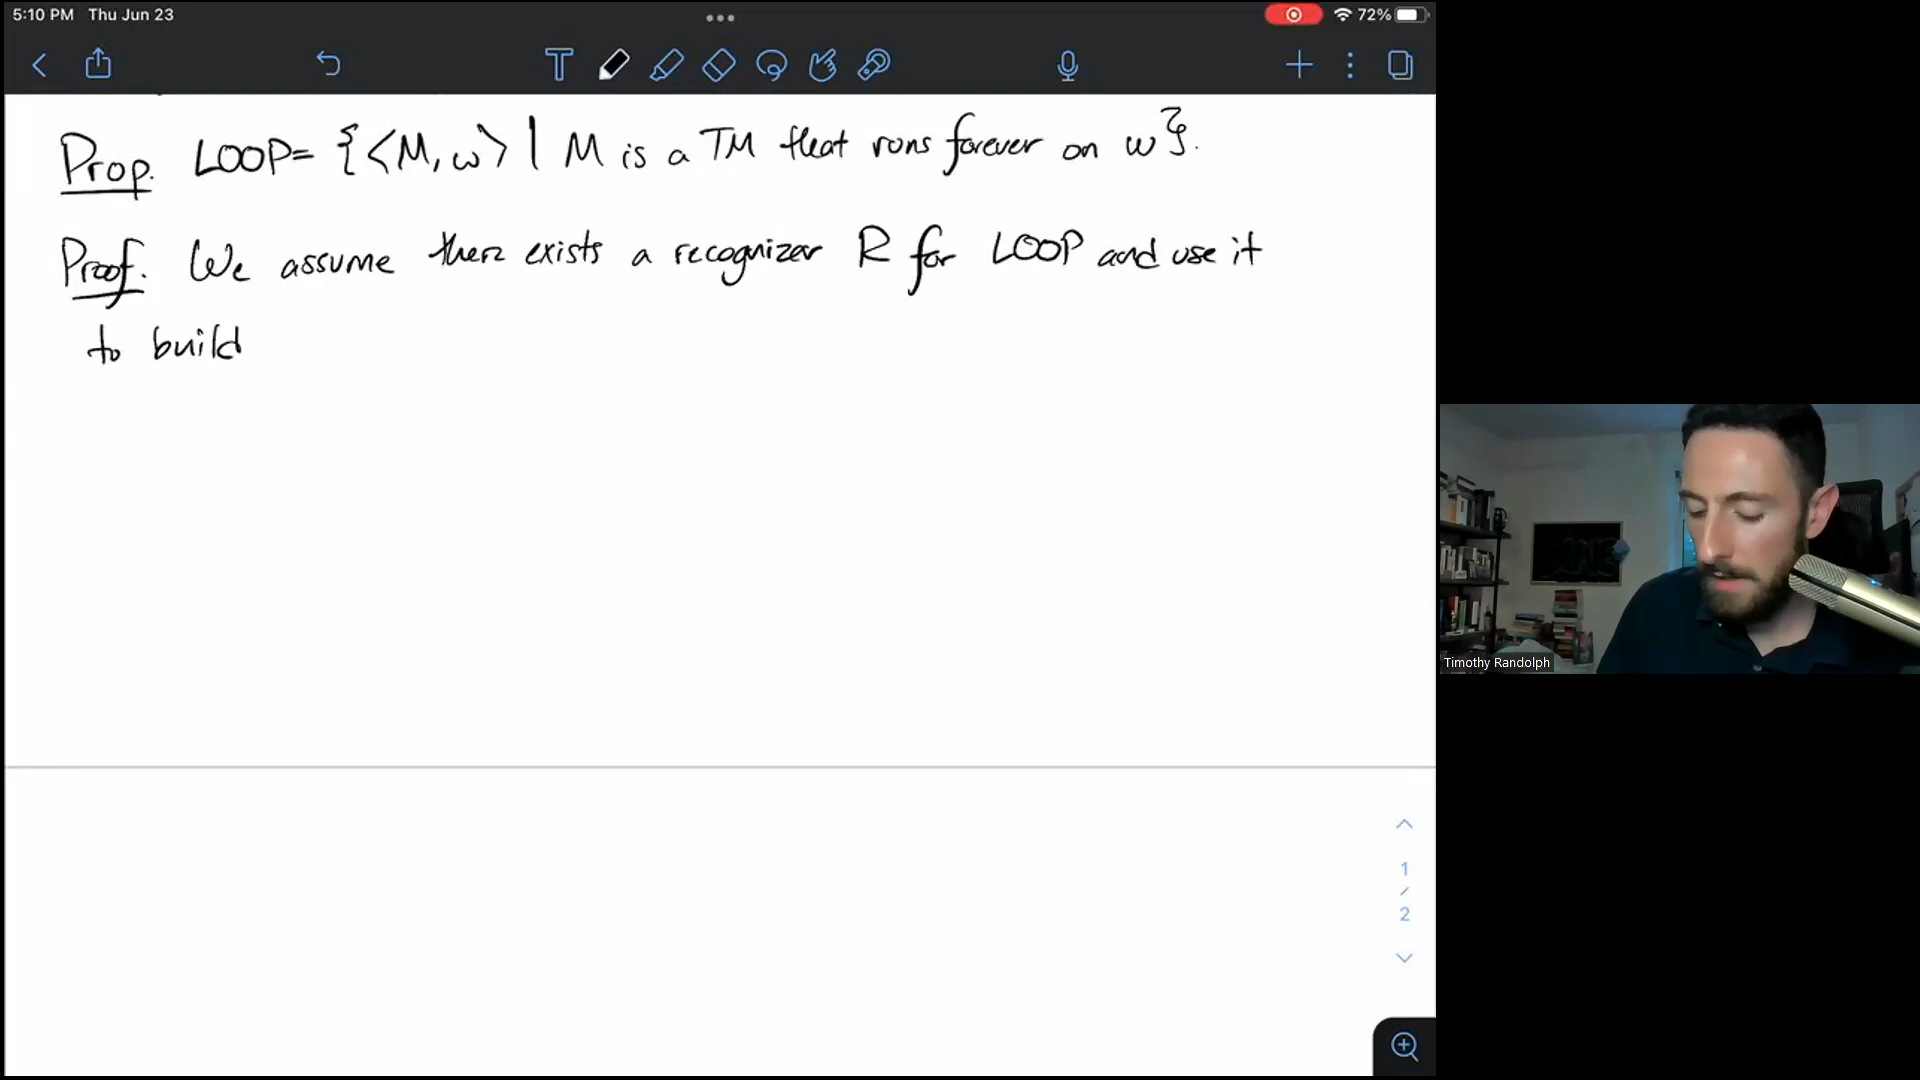 5:10 PM Thu Jun 23
72%
Prop. LOOP= {<M, w> | M is a TM that runs forever on w}.
Proof. We assume there exists a recognizer R for LOOP and use it
to build
Timothy Randolph
1
/
2